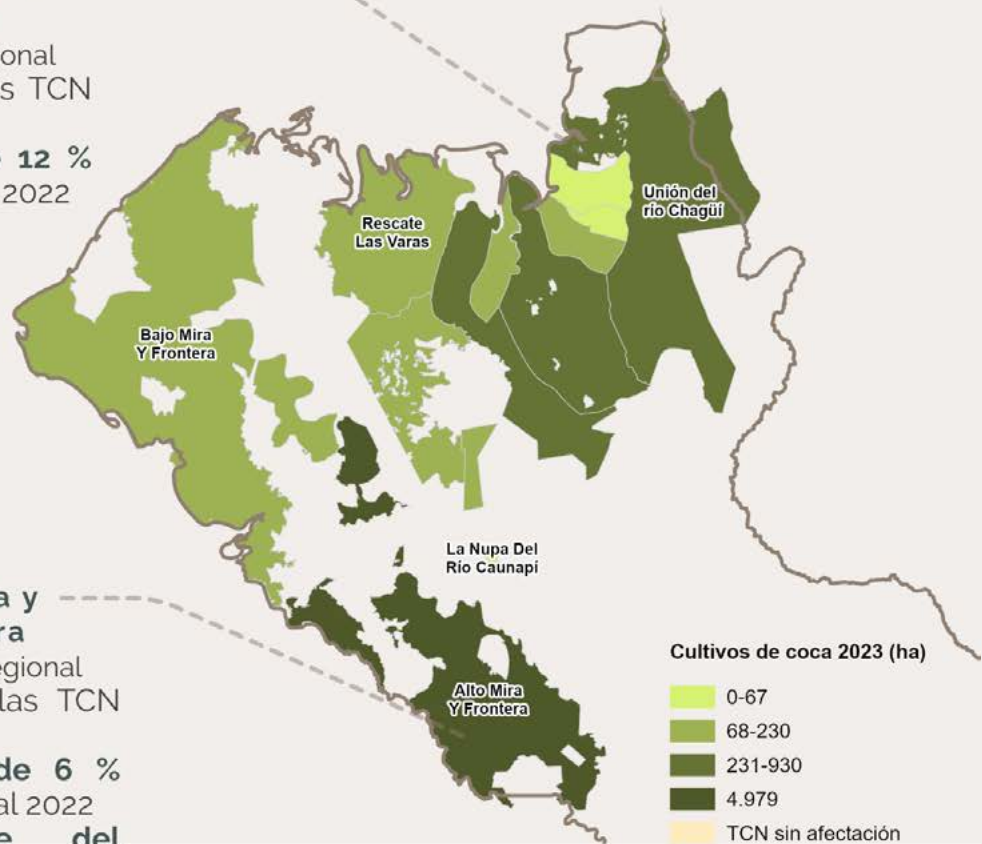 onal
s TCN
12 %
2022
Unión del
río Chagüí
Rescate
Las Varas
Bajo Mira
Y Frontera
La Nupa Del
Río Caunapí
a y
ra
egional
las TCN
de 6 %
al 2022
e del
Alto Mira
Y Frontera
Cultivos de coca 2023 (ha)
0-67
68-230
231-930
4.979
TCN sin afectación